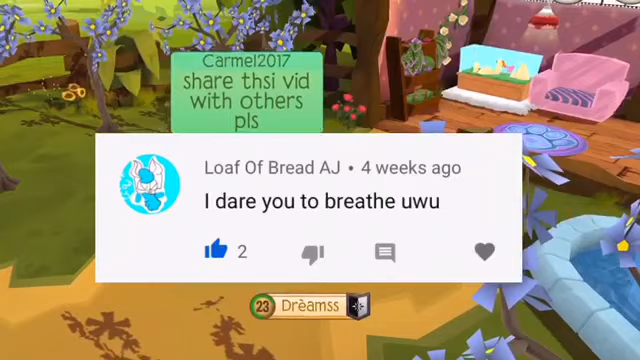 Carmel2017
share thsi vid
with others
pls
Loaf Of Bread AJ • 4 weeks ago
I dare you to breathe uwu
2
23 Drèamss